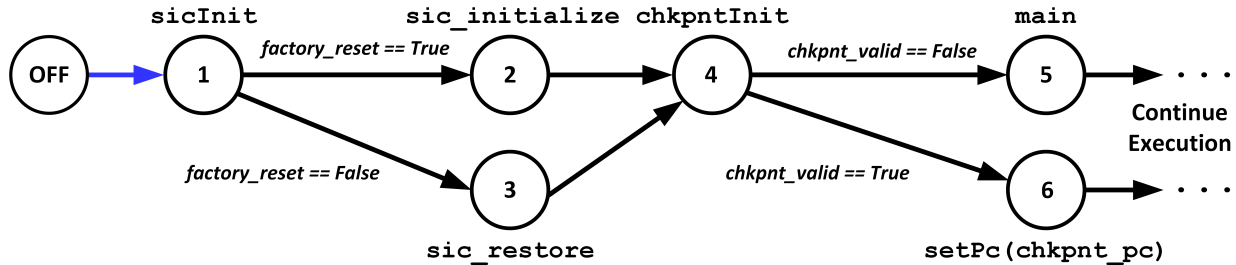 sicInit
sic_initialize
chkpntInit
main
factory_reset == True
chkpnt_valid == False
OFF
1
2
4
5
. . .
Continue
Execution
factory_reset == False
chkpnt_valid == True
3
6
. . .
sic_restore
setPc(chkpnt_pc)